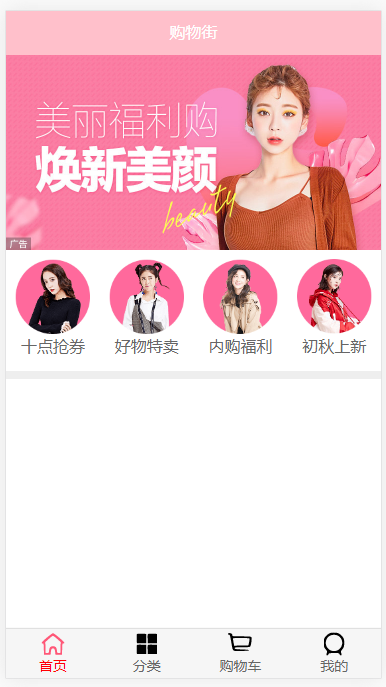 购物街
美丽福利购
焕新美颜
beauty
广告
十点抢券
好物特卖
内购福利
初秋上新
首页
分类
购物车
我的